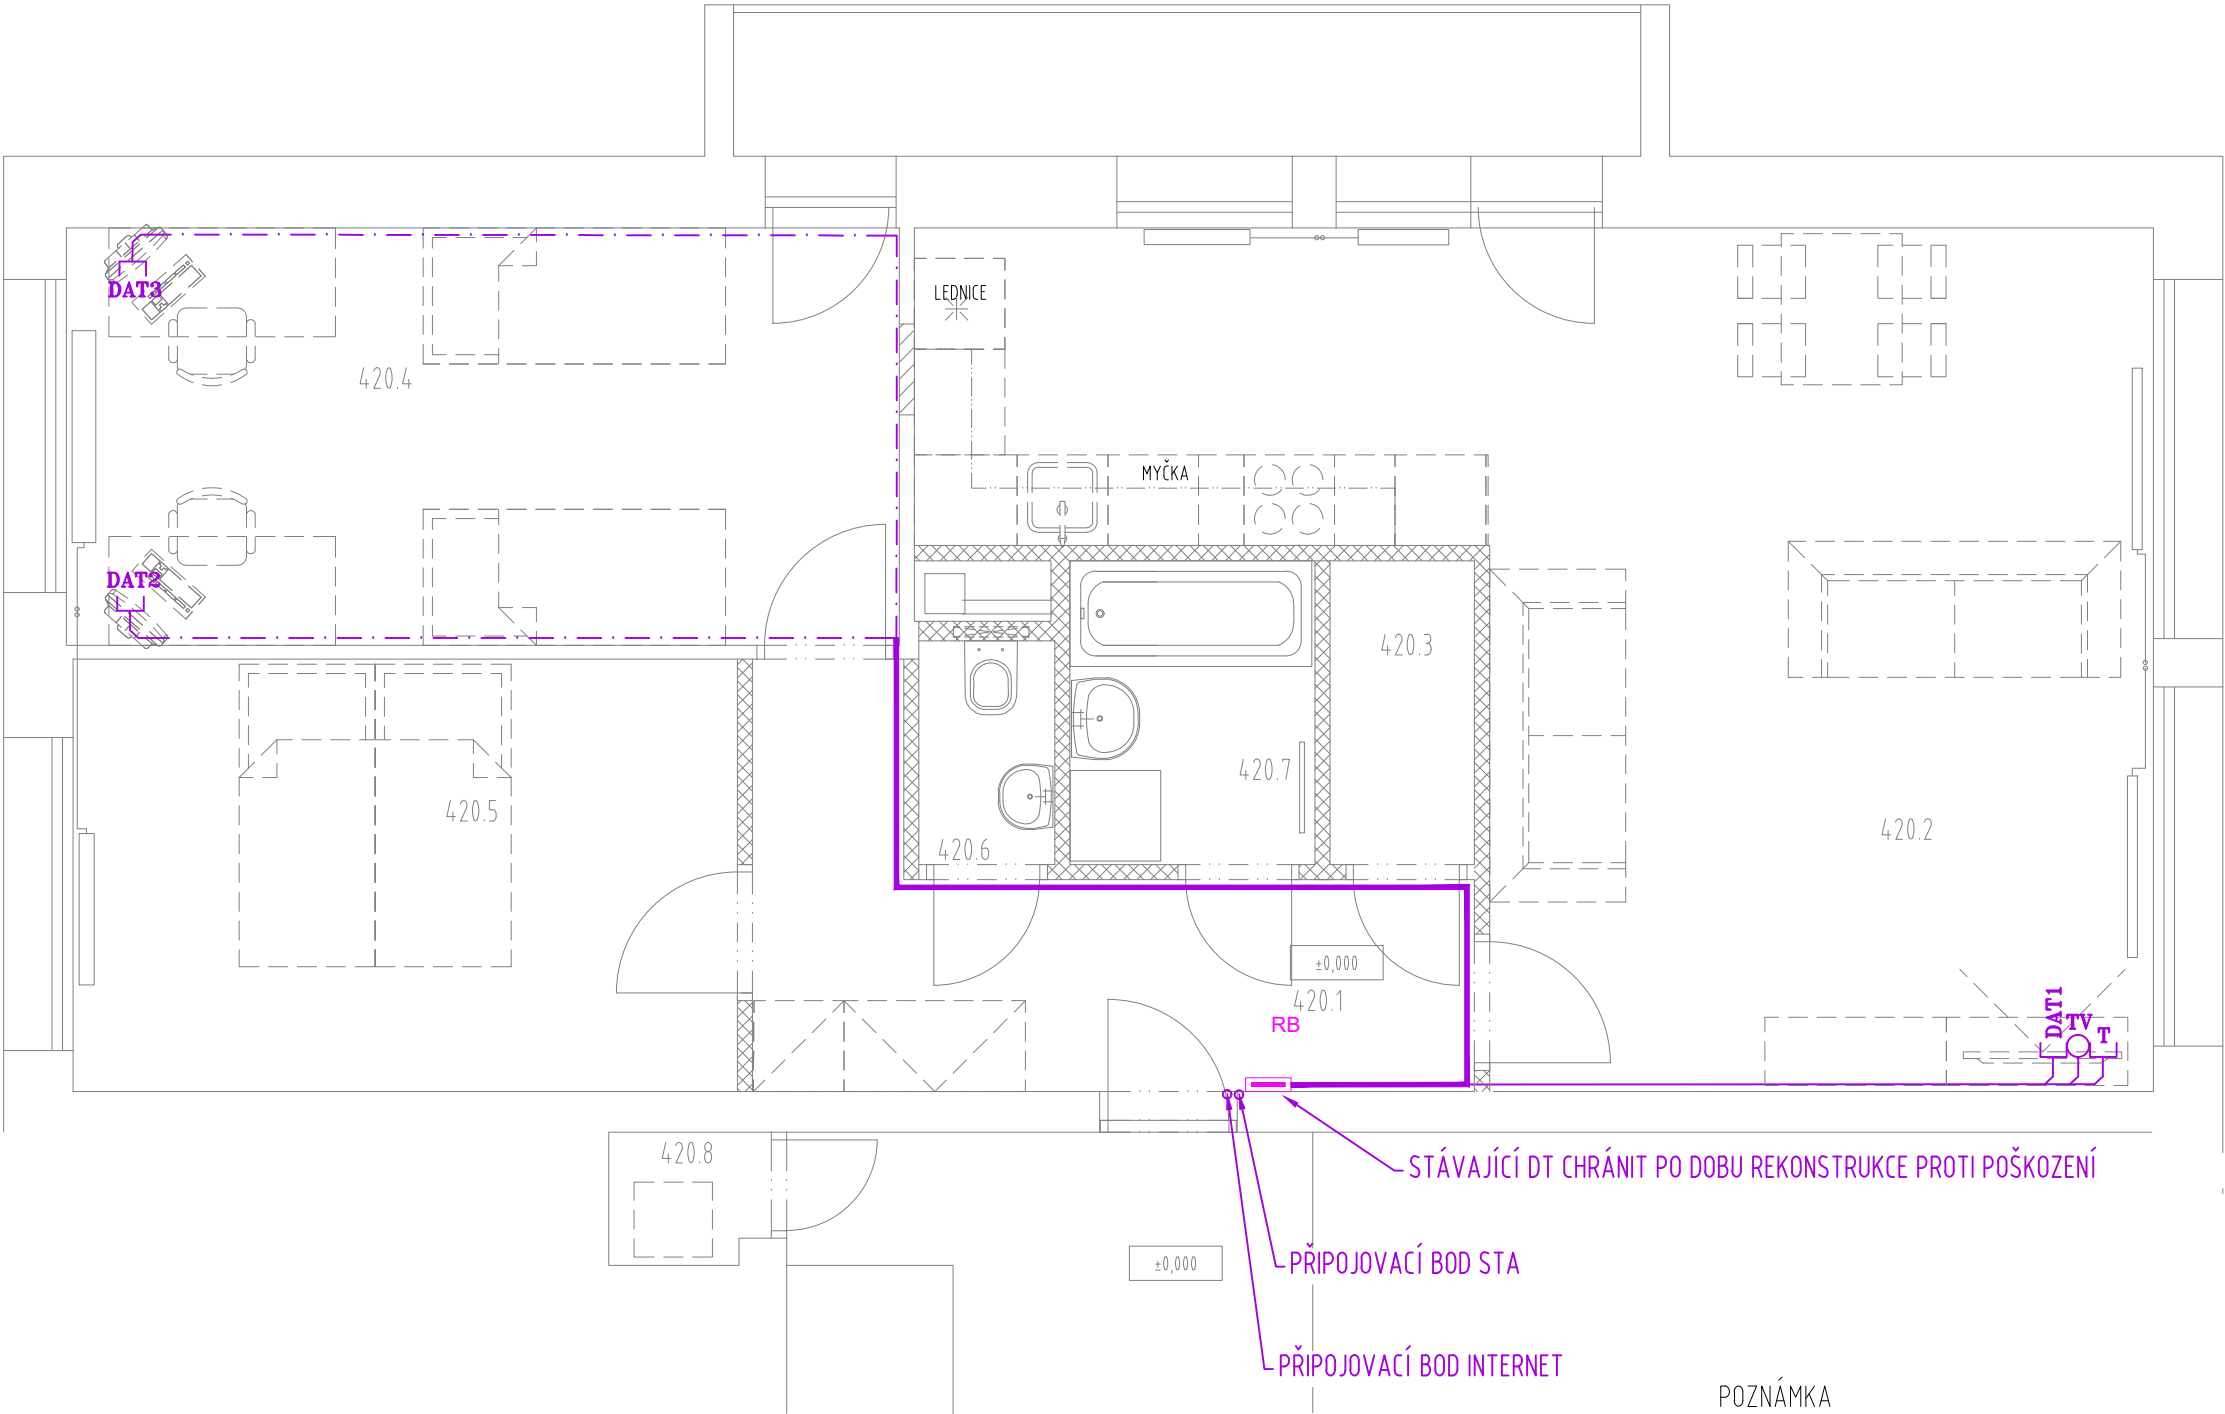 DAT3
LEDNICE
420.4
MYČKA
DAT2
420.3
420.7
420.5
420.6
420.2
±0,000
420.1
RB
DAT1
TV
T
420.8
STÁVAJÍCÍ DT CHRÁNIT PO DOBU REKONSTRUKCE PROTI POŠKOZENÍ
±0,000
PŘIPOJOVACÍ BOD STA
PŘIPOJOVACÍ BOD INTERNET
POZNÁMKA